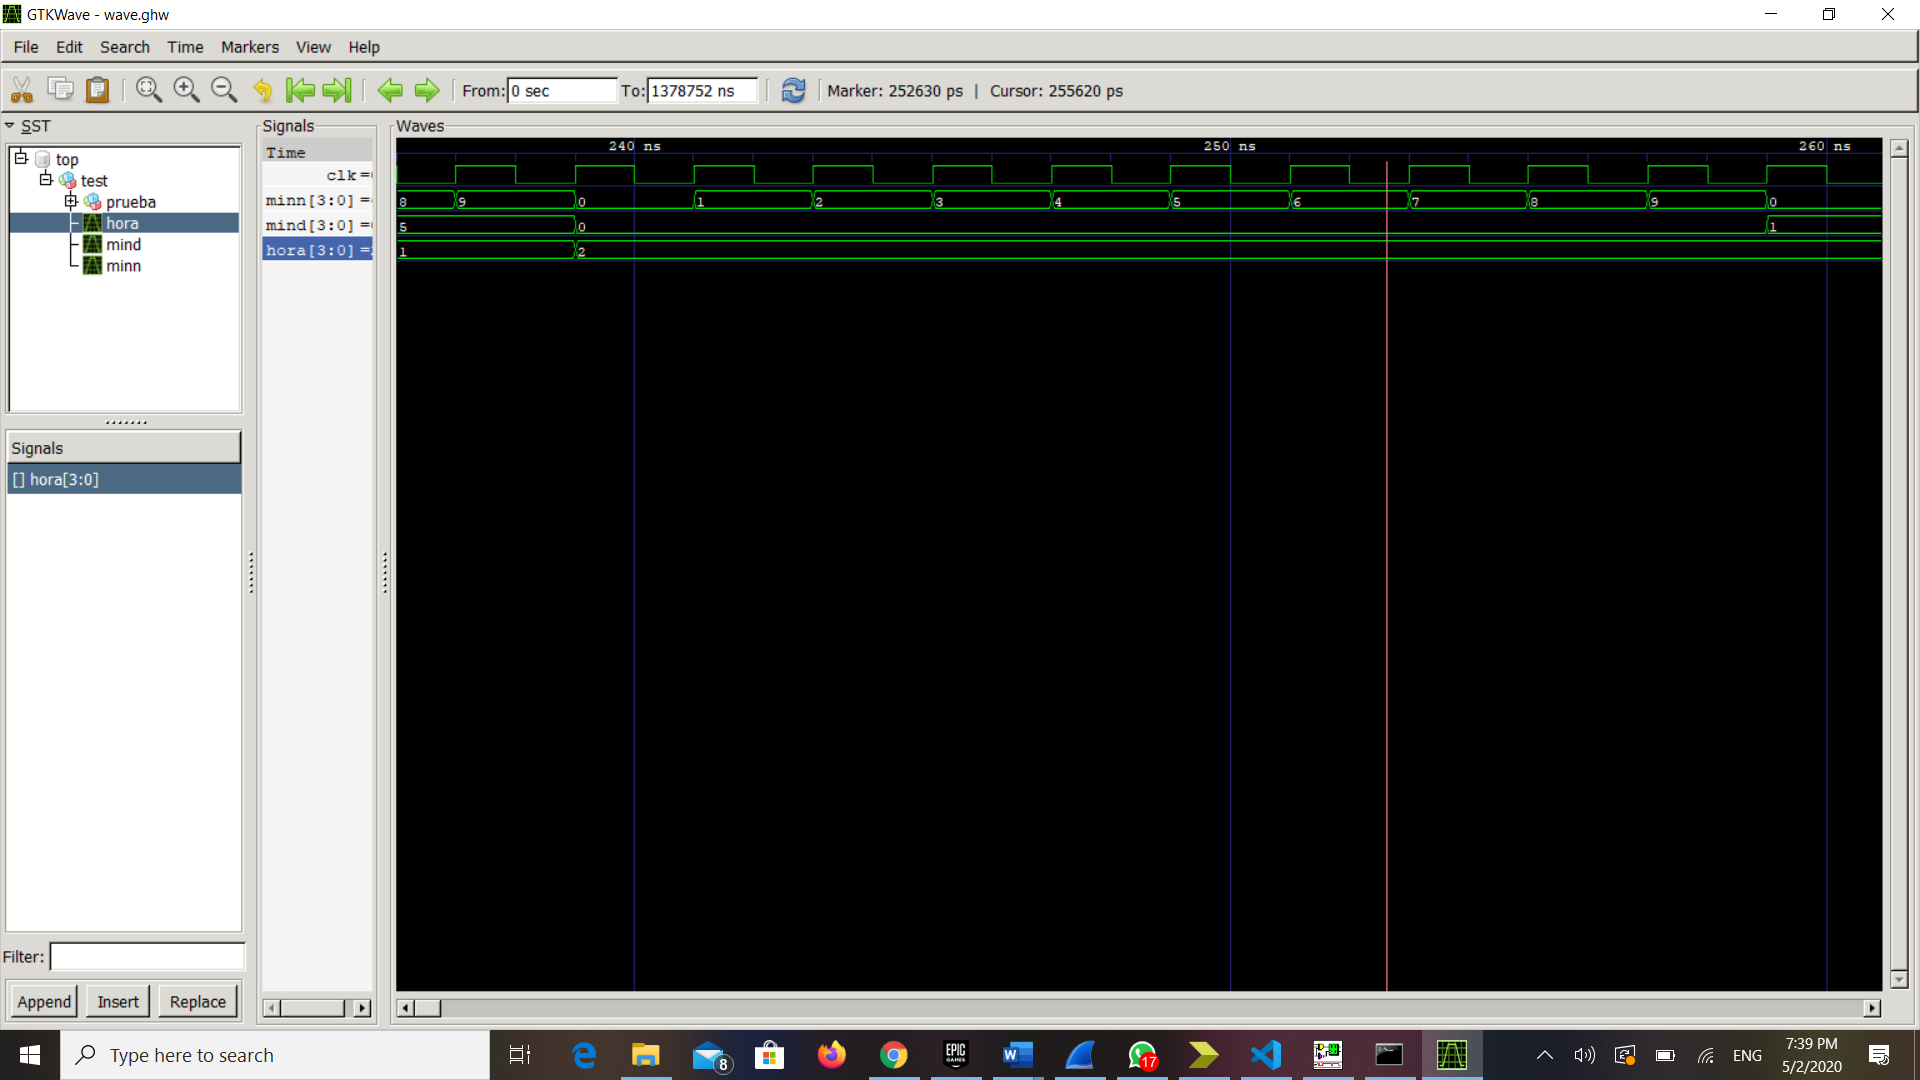 GTKWave - wave.ghw
File Edit Search Time Markers View Help
From: 0 sec To: 1378752 ns Marker: 252630 ps | Cursor: 255620 ps
SST
top
test
prueba
hora
mind
minn
Signals
[] hora[3:0]
Filter:
Append Insert Replace
Signals
Time
clk =
minn[3:0] =
mind[3:0] =
hora[3:0] =
Waves
240 ns 250 ns 260 ns
8 9 0 1 2 3 4 5 6 7 8 9 0
5 0 1
1 2
Type here to search
8
EPIC
GAMES
W
17
ENG
7:39 PM
5/2/2020